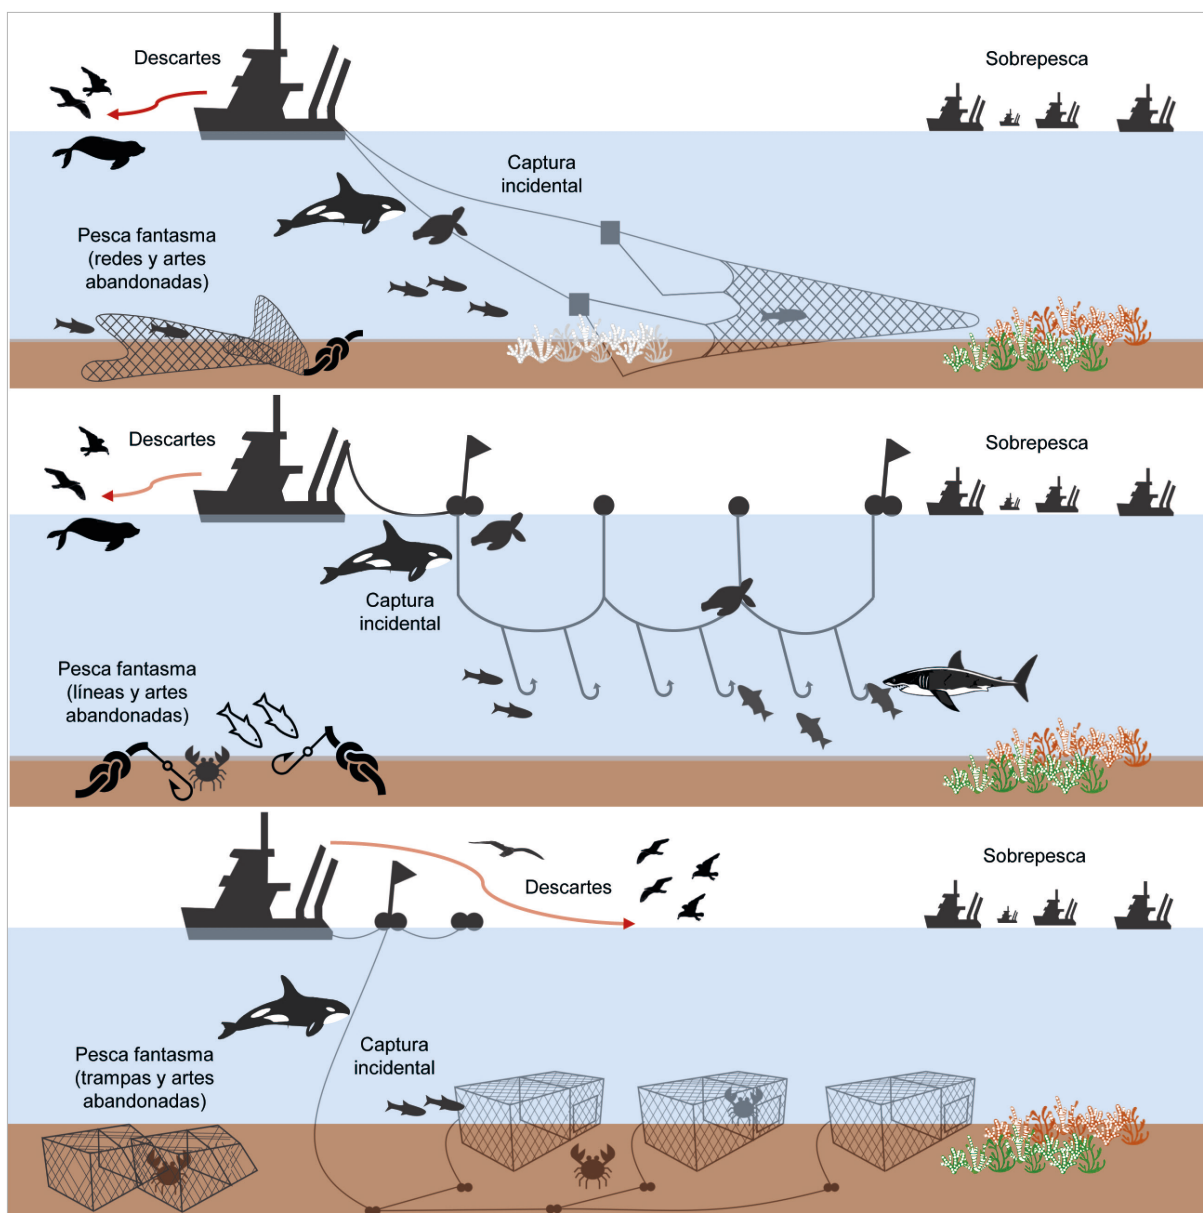 Descartes
Sobrepesca
Captura
incidental
Pesca fantasma
(redes y artes
abandonadas)
Descartes
Sobrepesca
Captura
incidental
Pesca fantasma
(líneas y artes
abandonadas)
Descartes
Sobrepesca
Captura
incidental
Pesca fantasma
(trampas y artes
abandonadas)